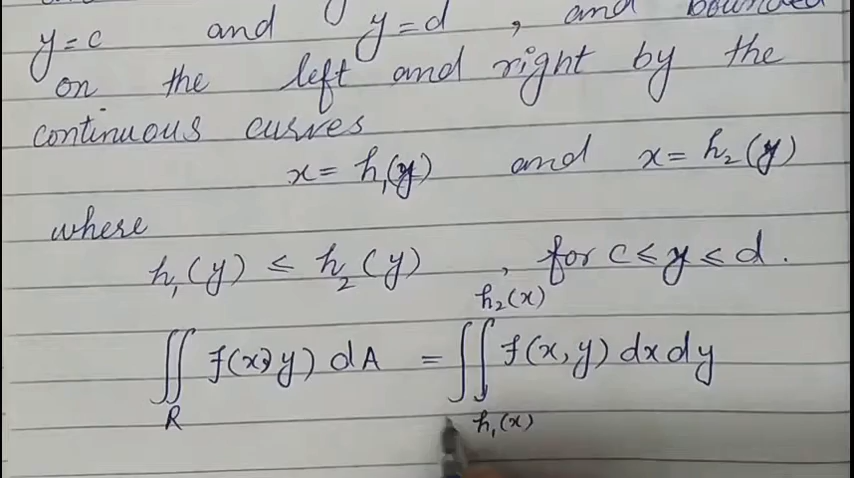 y = c and y = d, and bounded
on the left and right by the
continuous curves
x = h₁(y) and x = h₂(y)
where
h₁(y) ≤ h₂(y) , for c ≤ y ≤ d.
h₂(x)
∬ f(x,y) dA = ∬ f(x,y) dx dy
R h₁(x)